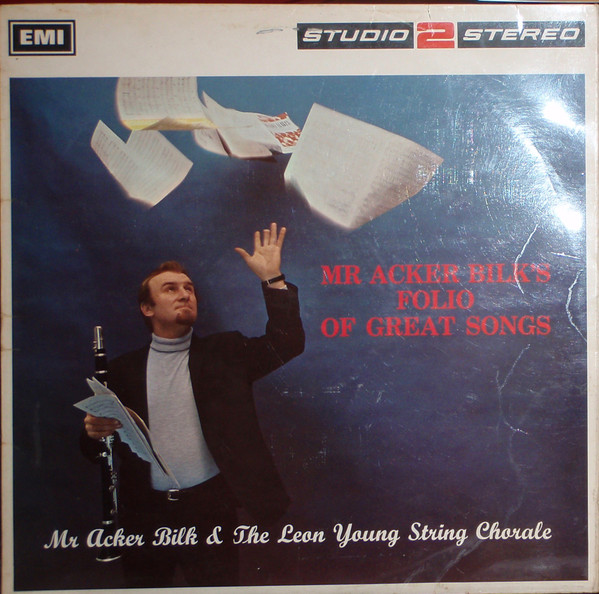 EMI
STUDIO 2 STEREO
MR ACKER BILK'S
FOLIO
OF GREAT SONGS
Mr Acker Bilk & The Leon Young String Chorale